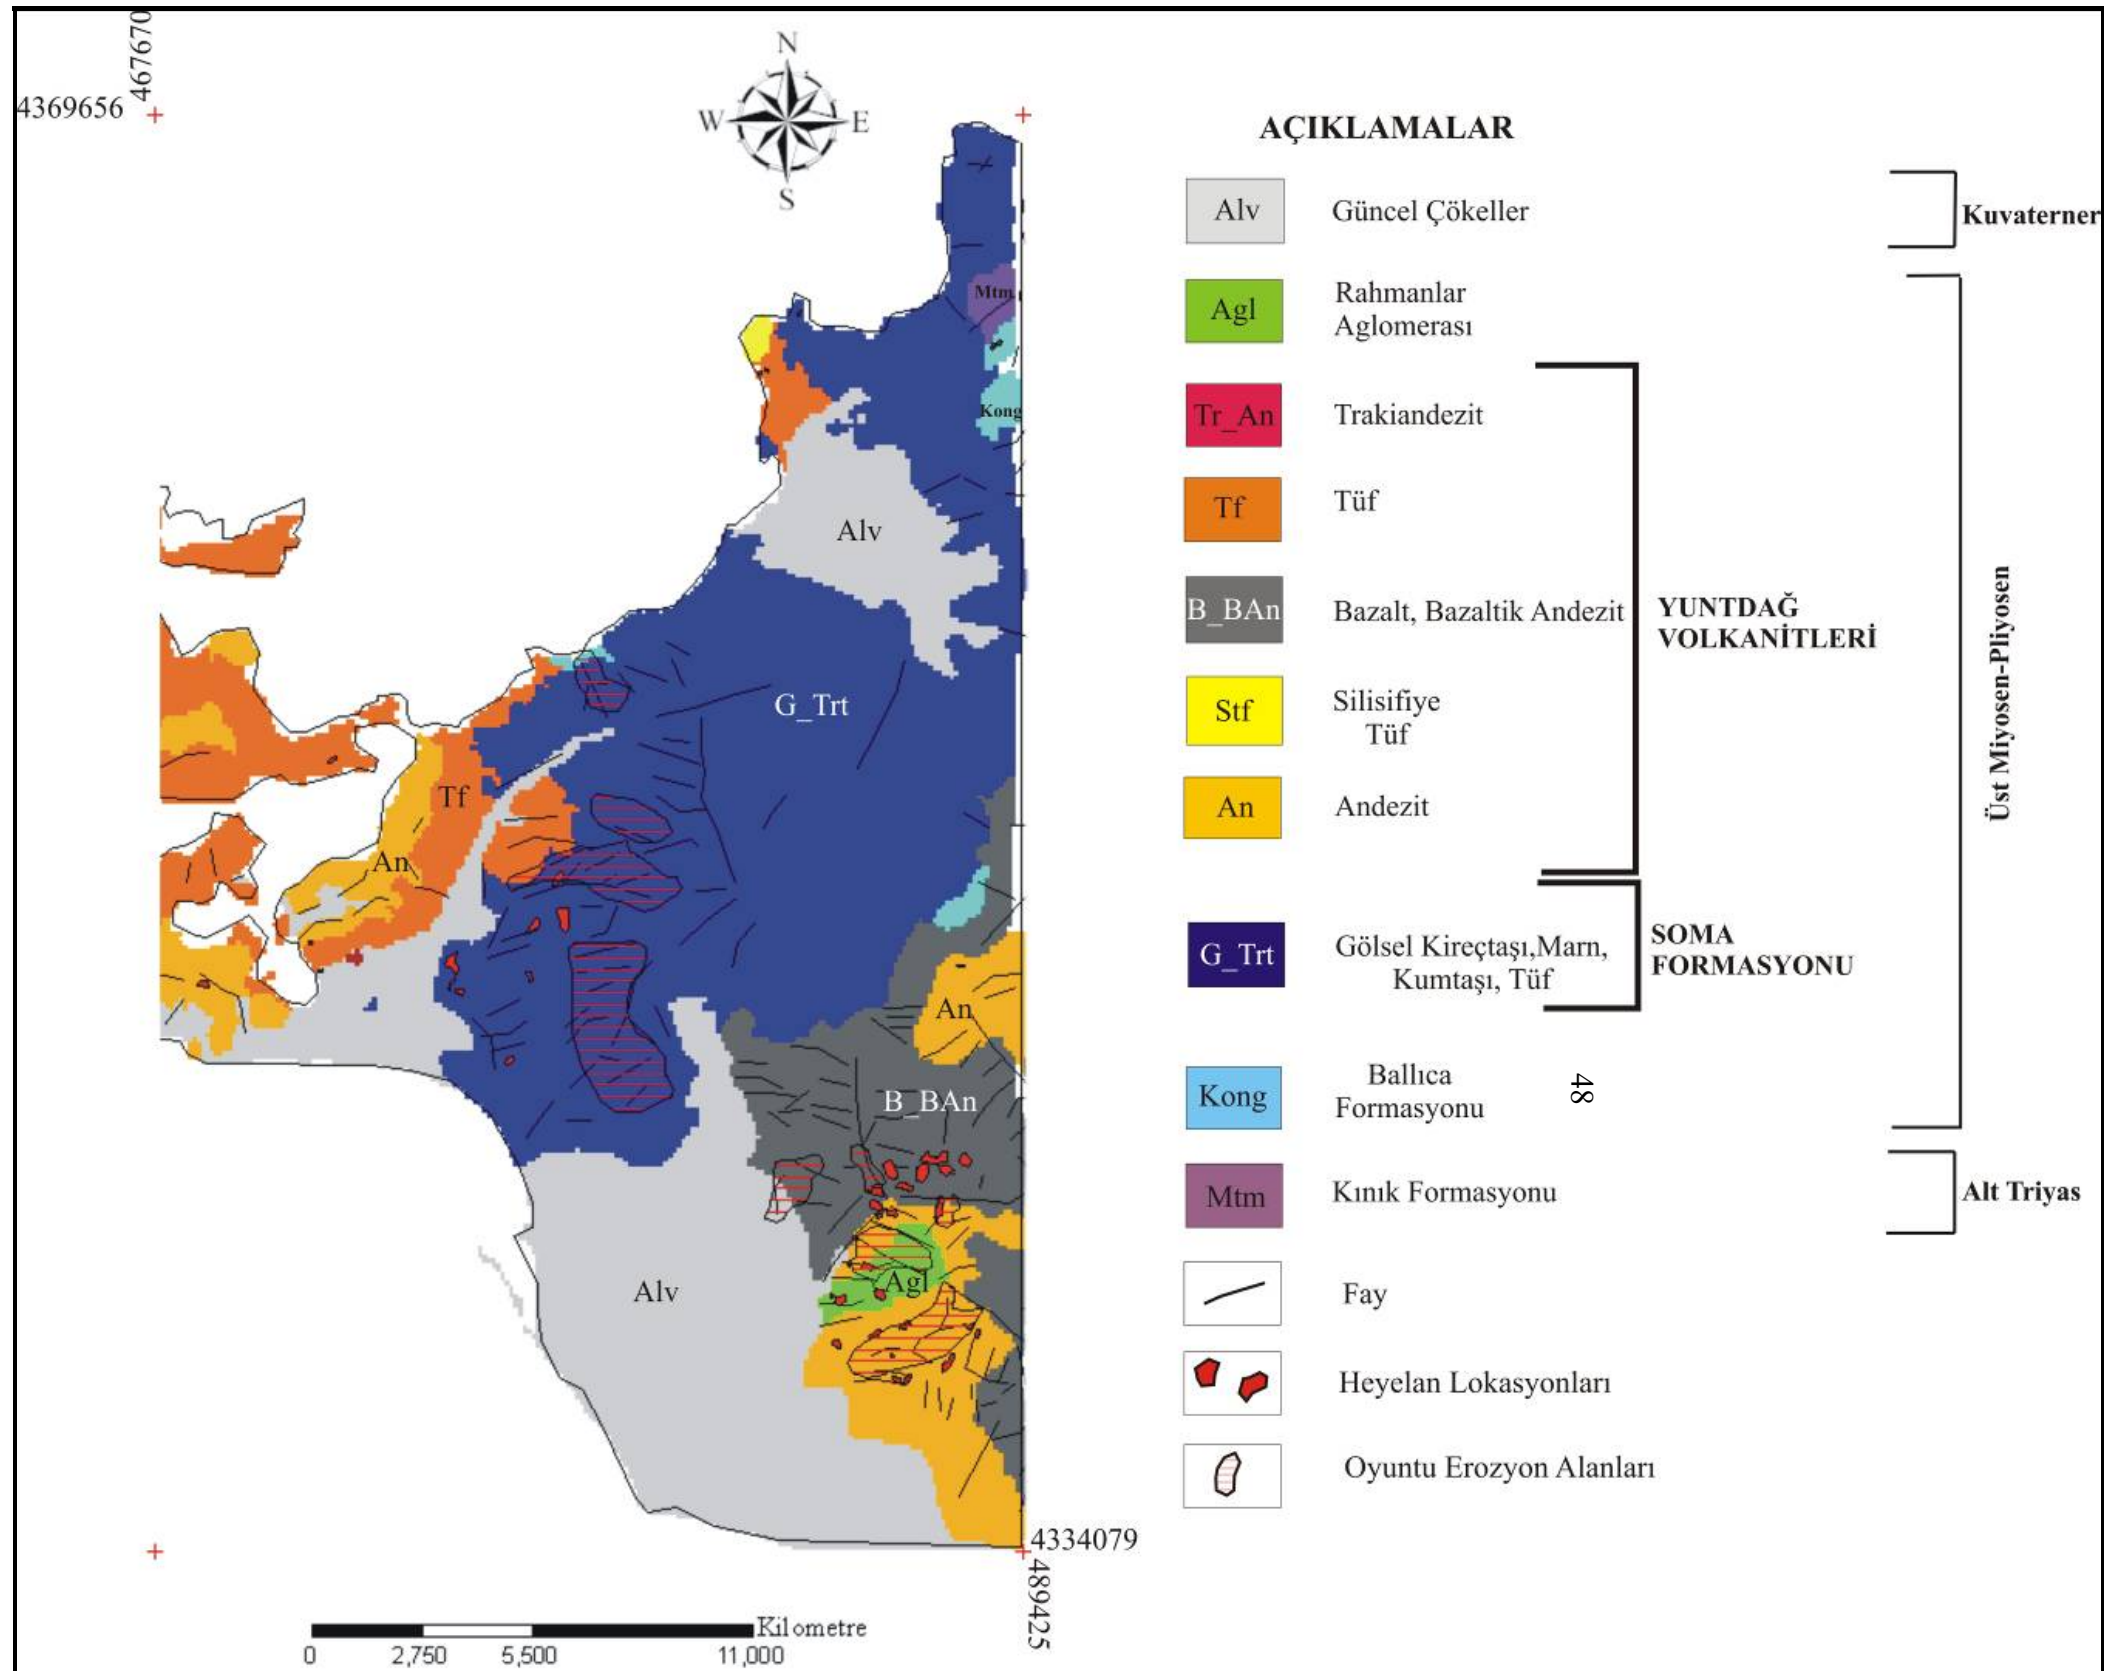 467670
4369656
N
W
E
S
Mtm
Kong
Alv
G_Trt
Tf
An
An
B_BAn
Agl
Alv
4334079
489425
Kilometre
0
2,750
5,500
11,000
AÇIKLAMALAR
Alv
Güncel Çökeller
Kuvaterner
Agl
Rahmanlar
Aglomerası
Tr_An
Trakiandezit
Tf
Tüf
B_BAn
Bazalt, Bazaltik Andezit
YUNTDAĞ
VOLKANİTLERİ
Stf
Silisifiye
Tüf
An
Andezit
Üst Miyosen-Pliyosen
G_Trt
Gölsel Kireçtaşı,Marn,
Kumtaşı, Tüf
SOMA
FORMASYONU
Kong
Ballıca
Formasyonu
48
Mtm
Kınık Formasyonu
Alt Triyas
Fay
Heyelan Lokasyonları
Oyuntu Erozyon Alanları